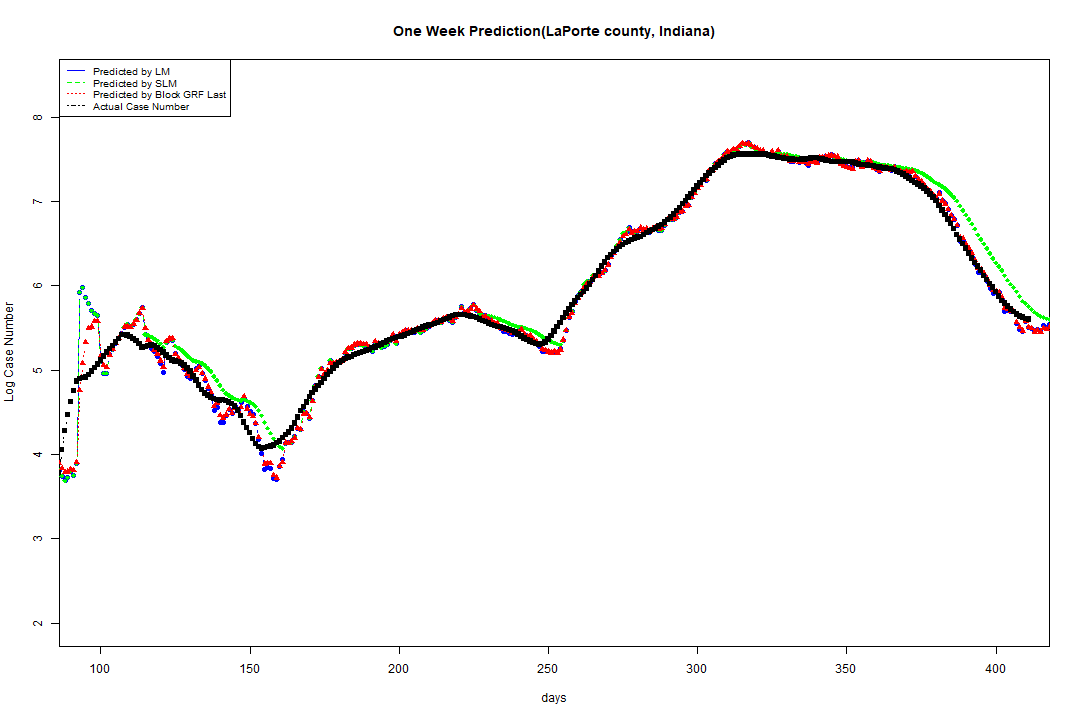 One Week Prediction(LaPorte county, Indiana)
Predicted by LM
Predicted by SLM
Predicted by Block GRF Last
Actual Case Number
8
7
6
5
4
3
2
Log Case Number
100 150 200 250 300 350 400
days